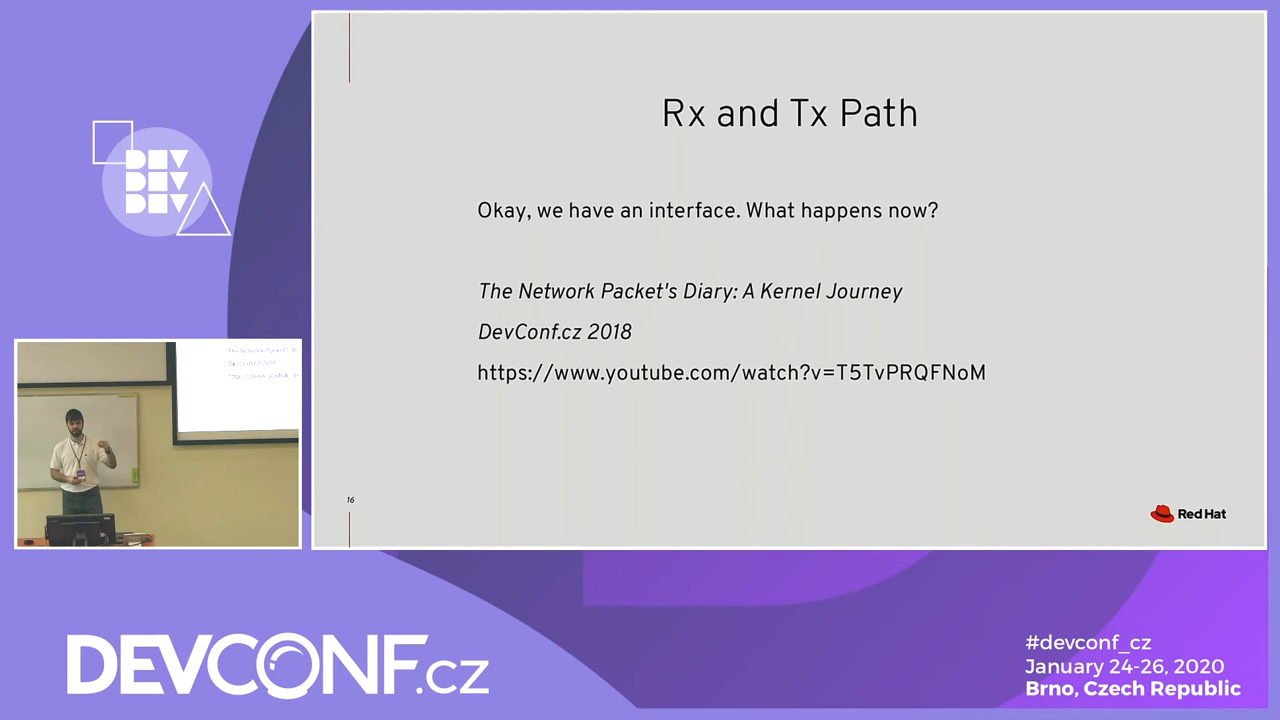 DEV
DEV
DEV
Rx and Tx Path
Okay, we have an interface. What happens now?
The Network Packet's Diary: A Kernel Journey
DevConf.cz 2018
https://www.youtube.com/watch?v=T5TvPRQFNoM
16
Red Hat
DEVCONF.cz
#devconf_cz
January 24-26, 2020
Brno, Czech Republic